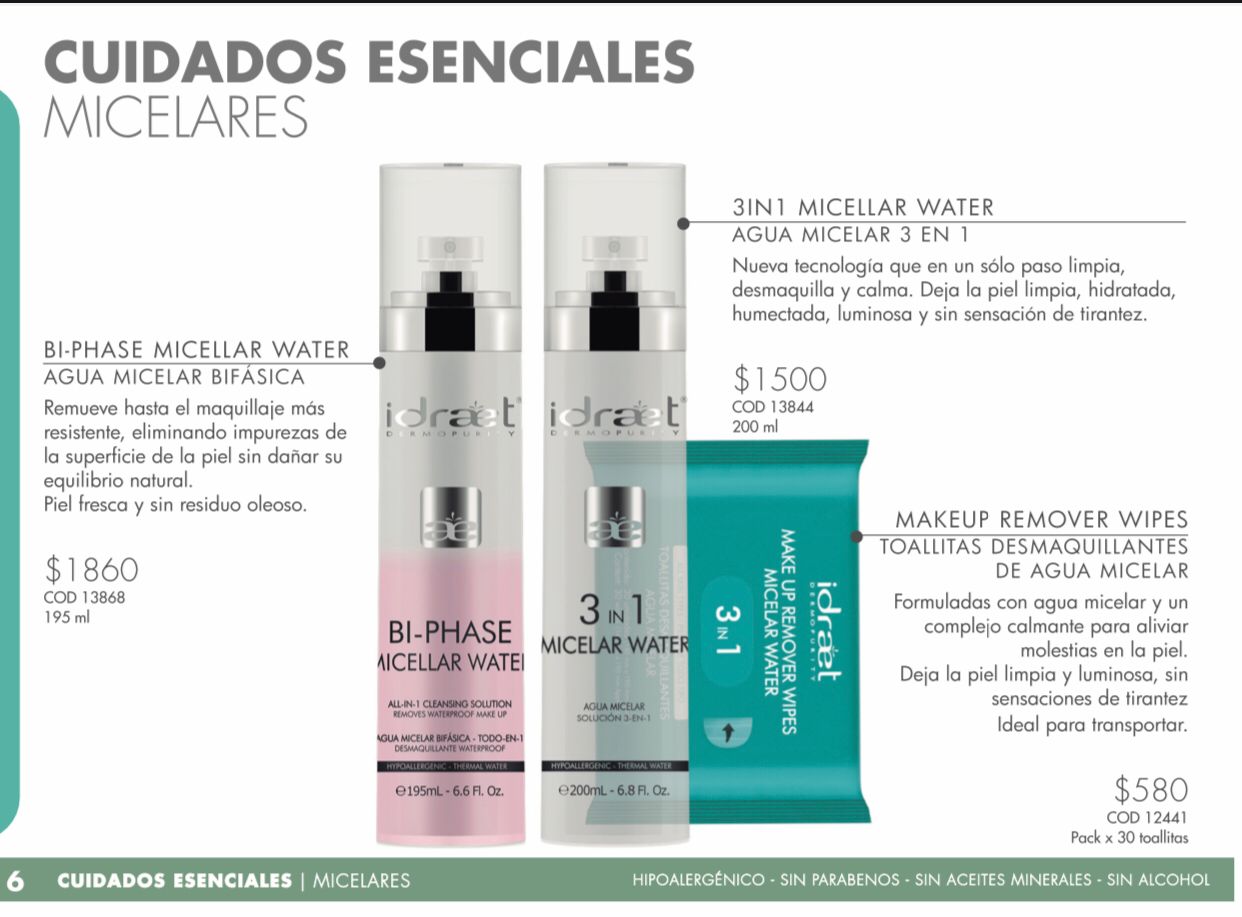 CUIDADOS ESENCIALES
MICELARES
BI-PHASE MICELLAR WATER
AGUA MICELAR BIFÁSICA
Remueve hasta el maquillaje más
resistente, eliminando impurezas de
la superficie de la piel sin dañar su
equilibrio natural.
Piel fresca y sin residuo oleoso.
$1860
COD 13868
195 ml
idraet®
DERMOPURITY
æ
BI-PHASE
MICELLAR WATER
ALL-IN-1 CLEANSING SOLUTION
REMOVES WATERPROOF MAKE UP
AGUA MICELAR BIFÁSICA - TODO-EN-1
DESMAQUILLANTE WATERPROOF
HYPOALLERGENIC - THERMAL WATER
℮195mL - 6.6 Fl. Oz.
idraet®
DERMOPURITY
æ
3 IN 1
MICELAR WATER
AGUA MICELAR
SOLUCIÓN 3-EN-1
HYPOALLERGENIC - THERMAL WATER
℮200mL - 6.8 Fl. Oz.
3IN1 MICELLAR WATER
AGUA MICELAR 3 EN 1
Nueva tecnología que en un sólo paso limpia,
desmaquilla y calma. Deja la piel limpia, hidratada,
humectada, luminosa y sin sensación de tirantez.
$1500
COD 13844
200 ml
idraet
DERMOPURITY
MAKE UP REMOVER WIPES
MICELAR WATER
3 IN 1
TOALLITAS DESMAQUILLANTES
AGUA MICELAR
MAKEUP REMOVER WIPES
TOALLITAS DESMAQUILLANTES
DE AGUA MICELAR
Formuladas con agua micelar y un
complejo calmante para aliviar
molestias en la piel.
Deja la piel limpia y luminosa, sin
sensaciones de tirantez
Ideal para transportar.
$580
COD 12441
Pack x 30 toallitas
6 CUIDADOS ESENCIALES | MICELARES
HIPOALERGÉNICO - SIN PARABENOS - SIN ACEITES MINERALES - SIN ALCOHOL